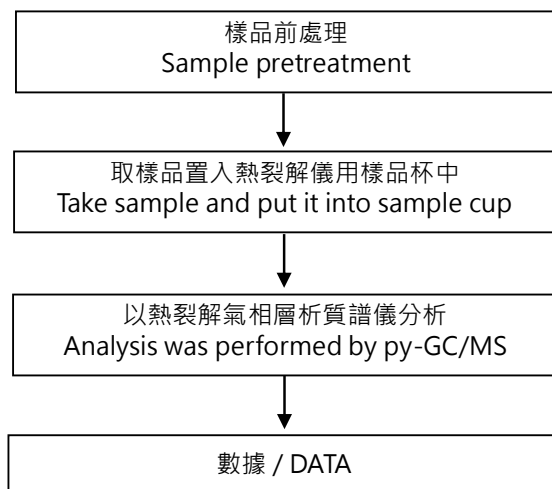 樣品前處理
Sample pretreatment
取樣品置入熱裂解儀用樣品杯中
Take sample and put it into sample cup
以熱裂解氣相層析質譜儀分析
Analysis was performed by py-GC/MS
數據 / DATA